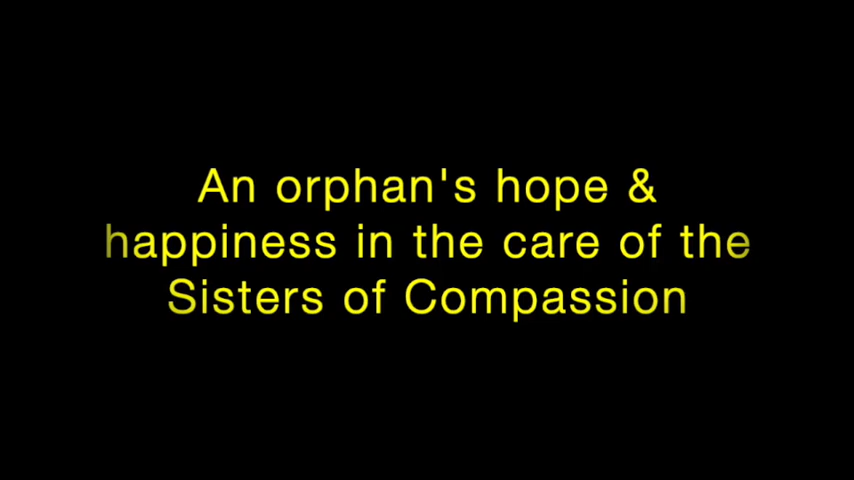 An orphan's hope &
happiness in the care of the
Sisters of Compassion